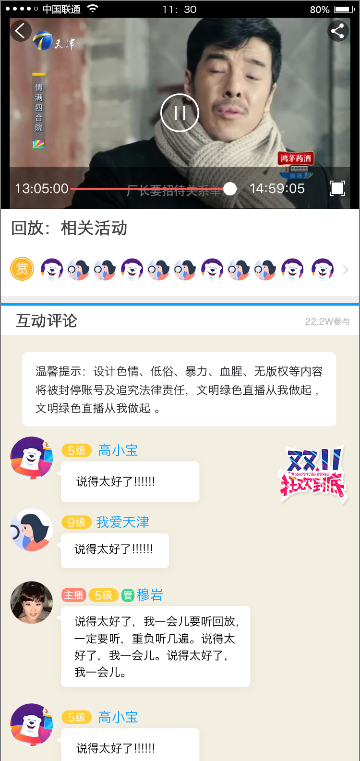 中国联通
11: 30
80%
天津
情满四合院
鸿茅药酒
13:05:00
14:59:05
厂长要招待关系单
回放：相关活动
赏
互动评论
22.2W参与
温馨提示：设计色情、低俗、暴力、血腥、无版权等内容
将被封停账号及追究法律责任，文明绿色直播从我做起，
文明绿色直播从我做起 。
5级 高小宝
说得太好了!!!!!!
双11
狂欢到底
9级 我爱天津
说得太好了!!!!!!
主播 5级 管 穆岩
说得太好了，我一会儿要听回放，
一定要听，重负听几遍。说得太
好了，我一会儿。说得太好了，
我一会儿。
5级 高小宝
说得太好了!!!!!!